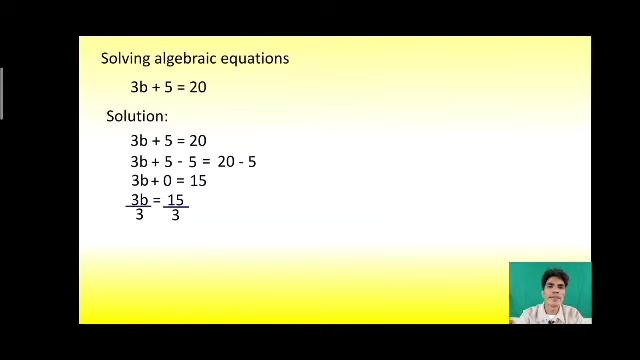 Solving algebraic equations
3b + 5 = 20
Solution:
3b + 5 = 20
3b + 5 - 5 = 20 - 5
3b + 0 = 15
3b = 15
3 3